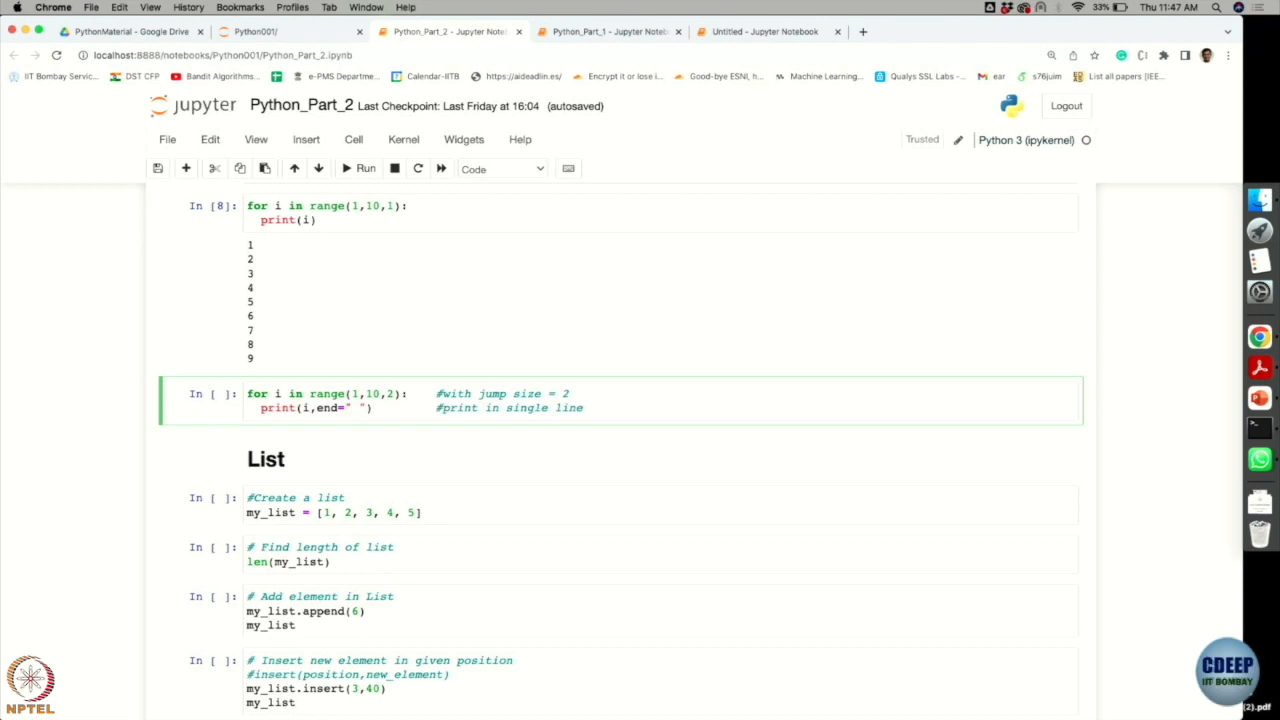 Chrome File Edit View History Bookmarks Profiles Tab Window Help 33% Thu 11:47 AM
PythonMaterial - Google Drive Python001/ Python_Part_2 - Jupyter Note Python_Part_1 - Jupyter Noteb Untitled - Jupyter Notebook
localhost:8888/notebooks/Python001/Python_Part_2.ipynb
IIT Bombay Servic... DST CFP Bandit Algorithms... e-PMS Departme... Calendar-IITB https://aideadlin.es/ Encrypt it or lose i... Good-bye ESNI, h... Machine Learning... Qualys SSL Labs -... ear s76juim List all papers [IEE...
Jupyter Python_Part_2 Last Checkpoint: Last Friday at 16:04 (autosaved) Logout
File Edit View Insert Cell Kernel Widgets Help Trusted Python 3 (ipykernel)
Run Code
In [8]: for i in range(1,10,1):
print(i)
1
2
3
4
5
6
7
8
9
In [ ]: for i in range(1,10,2): #with jump size = 2
print(i,end=" ") #print in single line
List
In [ ]: #Create a list
my_list = [1, 2, 3, 4, 5]
In [ ]: # Find length of list
len(my_list)
In [ ]: # Add element in List
my_list.append(6)
my_list
In [ ]: # Insert new element in given position
#insert(position,new_element)
my_list.insert(3,40)
my_list
NPTEL
CDEEP
IIT BOMBAY
(2).pdf